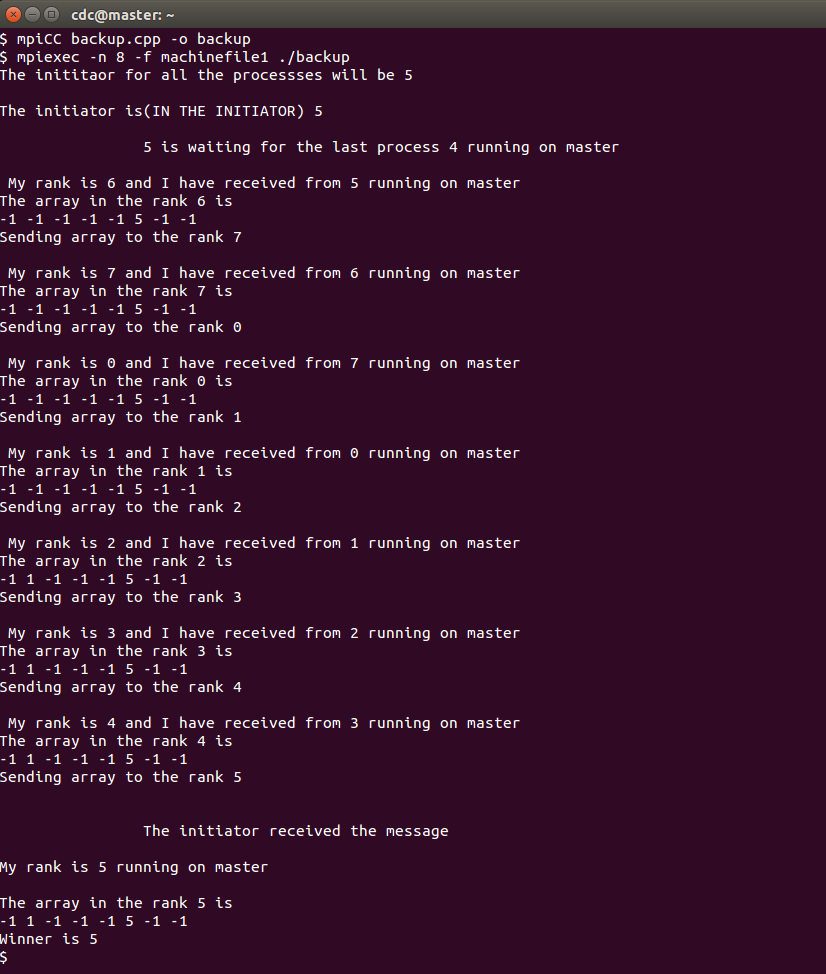 cdc@master: ~
$ mpiCC backup.cpp -o backup
$ mpiexec -n 8 -f machinefile1 ./backup
The inititaor for all the processses will be 5
The initiator is(IN THE INITIATOR) 5
5 is waiting for the last process 4 running on master
My rank is 6 and I have received from 5 running on master
The array in the rank 6 is
-1 -1 -1 -1 -1 5 -1 -1
Sending array to the rank 7
My rank is 7 and I have received from 6 running on master
The array in the rank 7 is
-1 -1 -1 -1 -1 5 -1 -1
Sending array to the rank 0
My rank is 0 and I have received from 7 running on master
The array in the rank 0 is
-1 -1 -1 -1 -1 5 -1 -1
Sending array to the rank 1
My rank is 1 and I have received from 0 running on master
The array in the rank 1 is
-1 -1 -1 -1 -1 5 -1 -1
Sending array to the rank 2
My rank is 2 and I have received from 1 running on master
The array in the rank 2 is
-1 1 -1 -1 -1 5 -1 -1
Sending array to the rank 3
My rank is 3 and I have received from 2 running on master
The array in the rank 3 is
-1 1 -1 -1 -1 5 -1 -1
Sending array to the rank 4
My rank is 4 and I have received from 3 running on master
The array in the rank 4 is
-1 1 -1 -1 -1 5 -1 -1
Sending array to the rank 5
The initiator received the message
My rank is 5 running on master
The array in the rank 5 is
-1 1 -1 -1 -1 5 -1 -1
Winner is 5
$